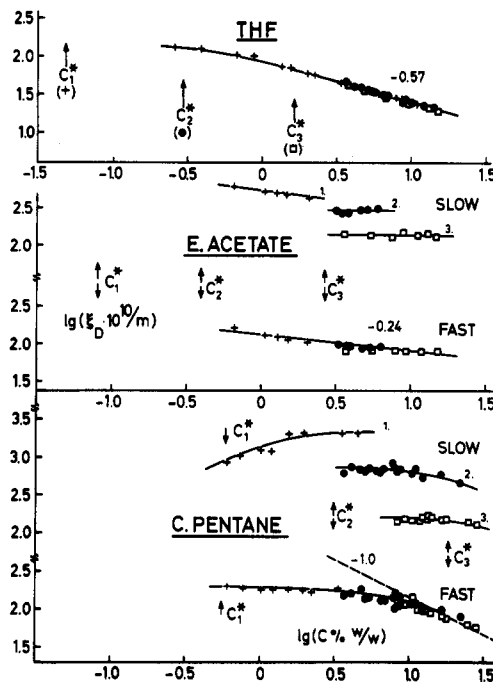 2.5
THF
2.0
1.5
1.0
C₁*
(+)
C₂*
(●)
C₃*
(□)
-0.57
-1.5 -1.0 -0.5 0 0.5 1.0 1.5
2.5
2.0
1. SLOW
2.
3.
E. ACETATE
C₁*
C₂*
C₃*
lg(ξD·10¹⁰/m)
2.5
2.0
1.5
-0.24
FAST
-1.5 -1.0 -0.5 0 0.5 1.0 1.5
3.5
3.0
2.5
C₁*
1.
SLOW
2.
3.
C₂*
C₃*
C. PENTANE
-1.0
2.5
2.0
1.5
FAST
C₁*
lg(C% w/w)
-1.5 -1.0 -0.5 0 0.5 1.0 1.5